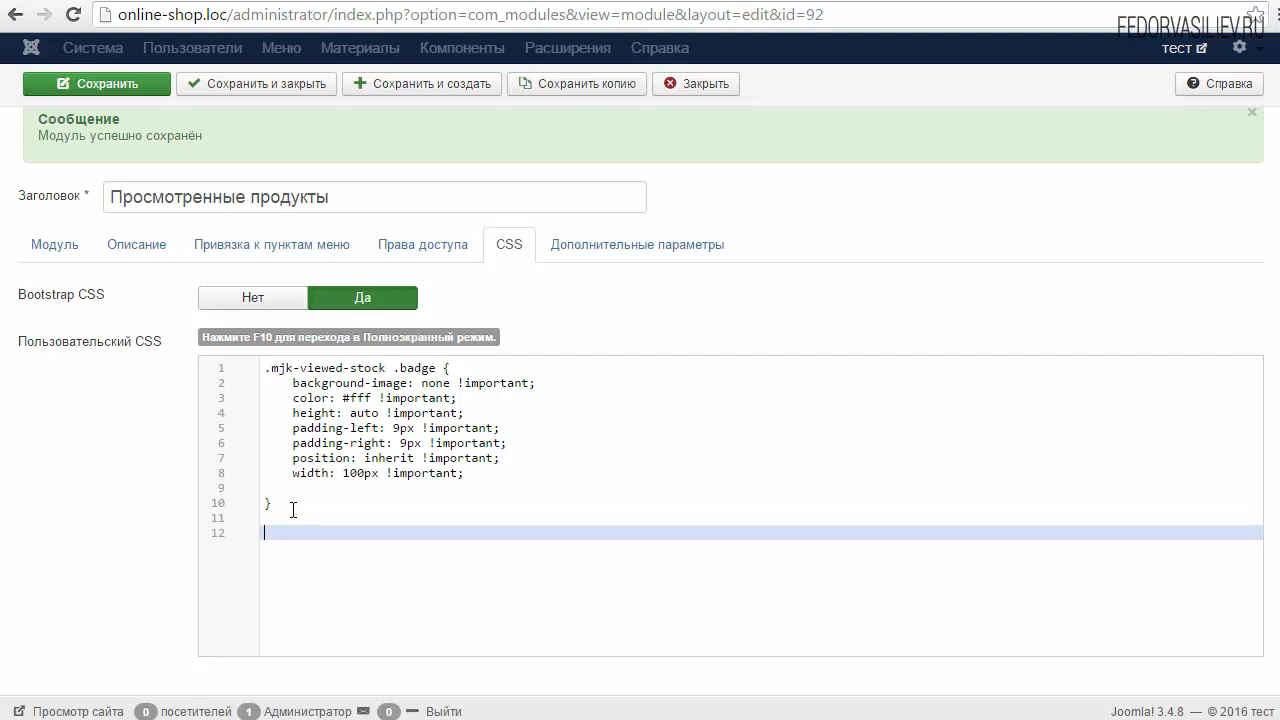 online-shop.loc/administrator/index.php?option=com_modules&view=module&layout=edit&id=92
FEDORVASILIEV.RU
Система Пользователи Меню Материалы Компоненты Расширения Справка тест
Сохранить Сохранить и закрыть Сохранить и создать Сохранить копию Закрыть Справка
Сообщение
Модуль успешно сохранён
Заголовок * Просмотренные продукты
Модуль Описание Привязка к пунктам меню Права доступа CSS Дополнительные параметры
Bootstrap CSS Нет Да
Пользовательский CSS Нажмите F10 для перехода в Полноэкранный режим.
1 .mjk-viewed-stock .badge {
2 background-image: none !important;
3 color: #fff !important;
4 height: auto !important;
5 padding-left: 9px !important;
6 padding-right: 9px !important;
7 position: inherit !important;
8 width: 100px !important;
9
10 }
11
12
Просмотр сайта 0 посетителей 1 Администратор 0 Выйти Joomla! 3.4.8 — © 2016 тест